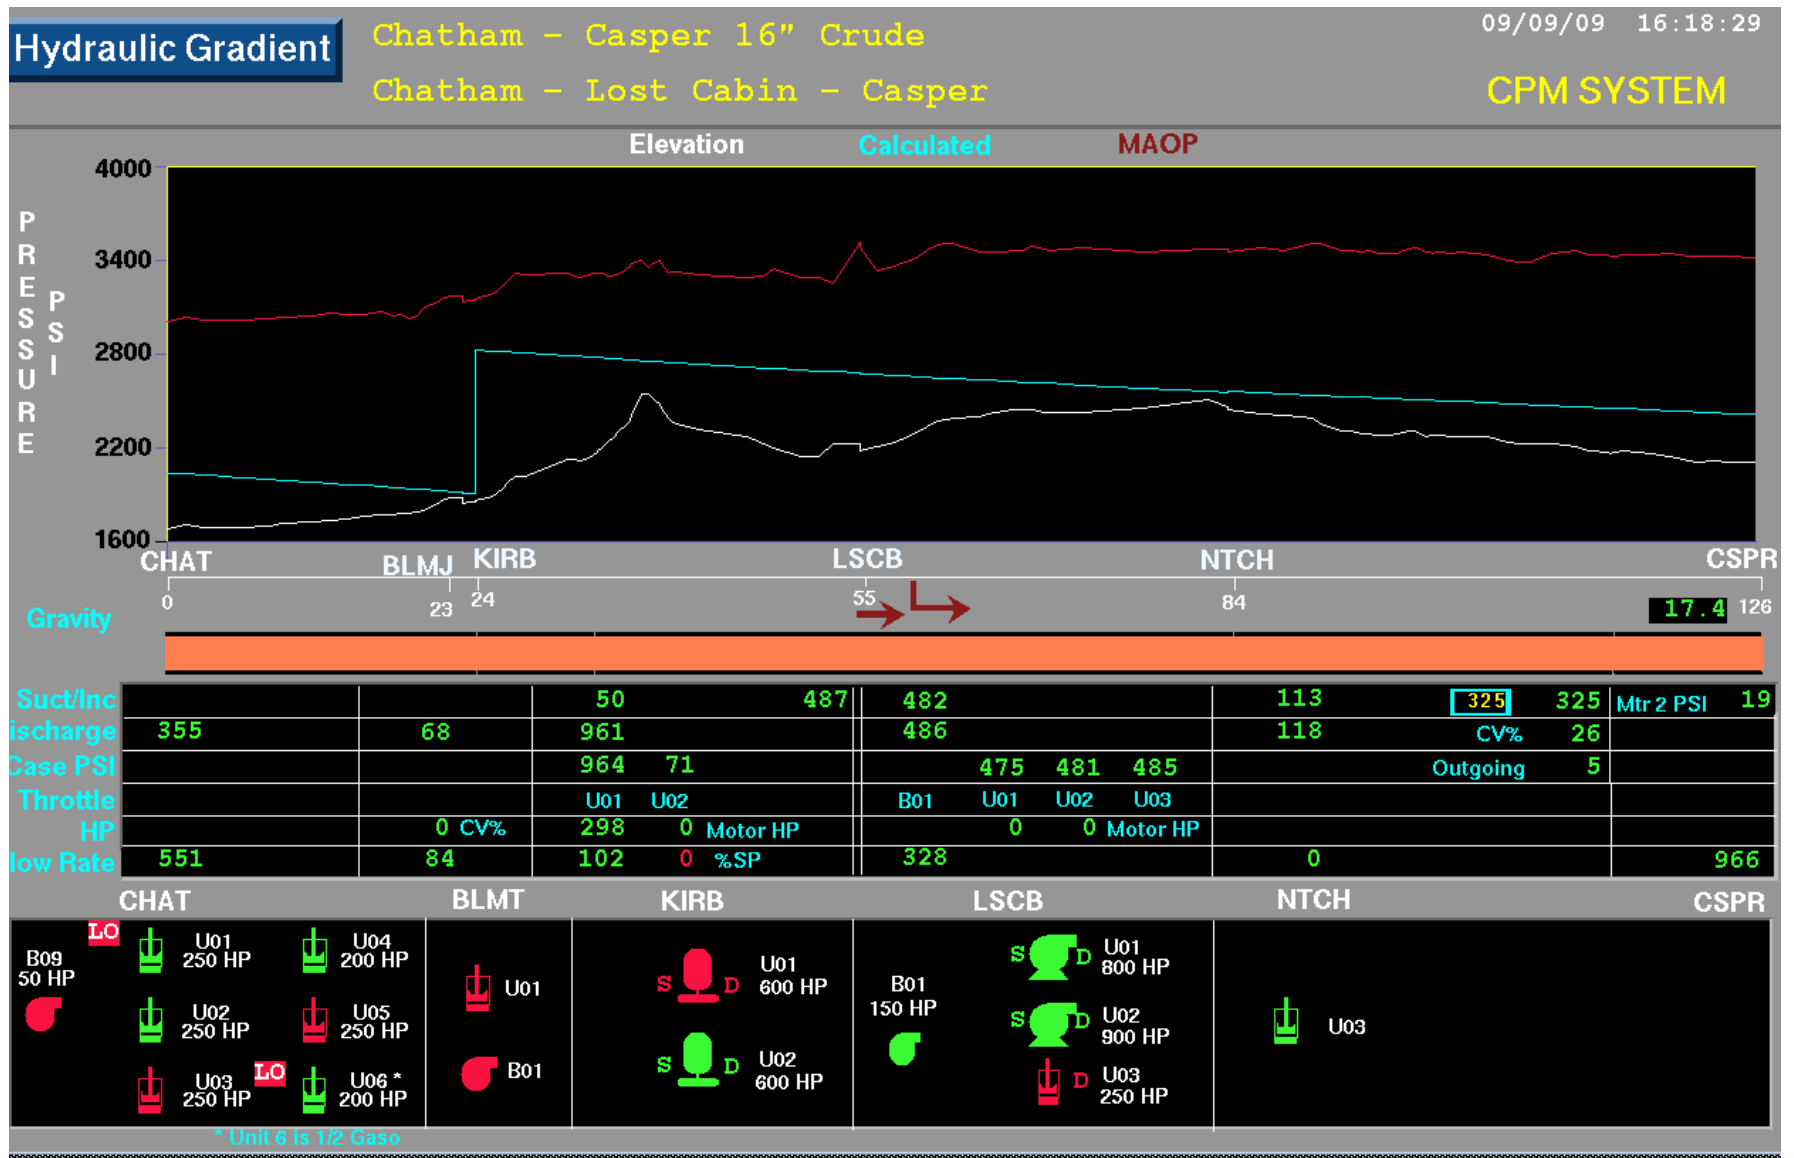 Hydraulic Gradient
Chatham - Casper 16" Crude
09/09/09 16:18:29
Chatham - Lost Cabin - Casper
CPM SYSTEM
Elevation Calculated MAOP
PRESSURE
PSI
4000
3400
2800
2200
1600
CHAT BLMJ KIRB LSCB NTCH CSPR
0 23 24 55 84 126
Gravity 17.4
Suct/Inc 50 487 482 113 325 325 Mtr 2 PSI 19
ischarge 355 68 961 486 118 CV% 26
Case PSI 964 71 475 481 485 Outgoing 5
Throttle U01 U02 B01 U01 U02 U03
HP 0 CV% 298 0 Motor HP 0 0 Motor HP
low Rate 551 84 102 0 %SP 328 0 966
CHAT BLMT KIRB LSCB NTCH CSPR
B09
50 HP
LO
U01
250 HP
U04
200 HP
U02
250 HP
U05
250 HP
U03
250 HP
LO
U06 *
200 HP
* Unit 6 is 1/2 Gaso
U01
B01
S D U01
600 HP
S D U02
600 HP
B01
150 HP
S D U01
800 HP
S D U02
900 HP
D U03
250 HP
U03